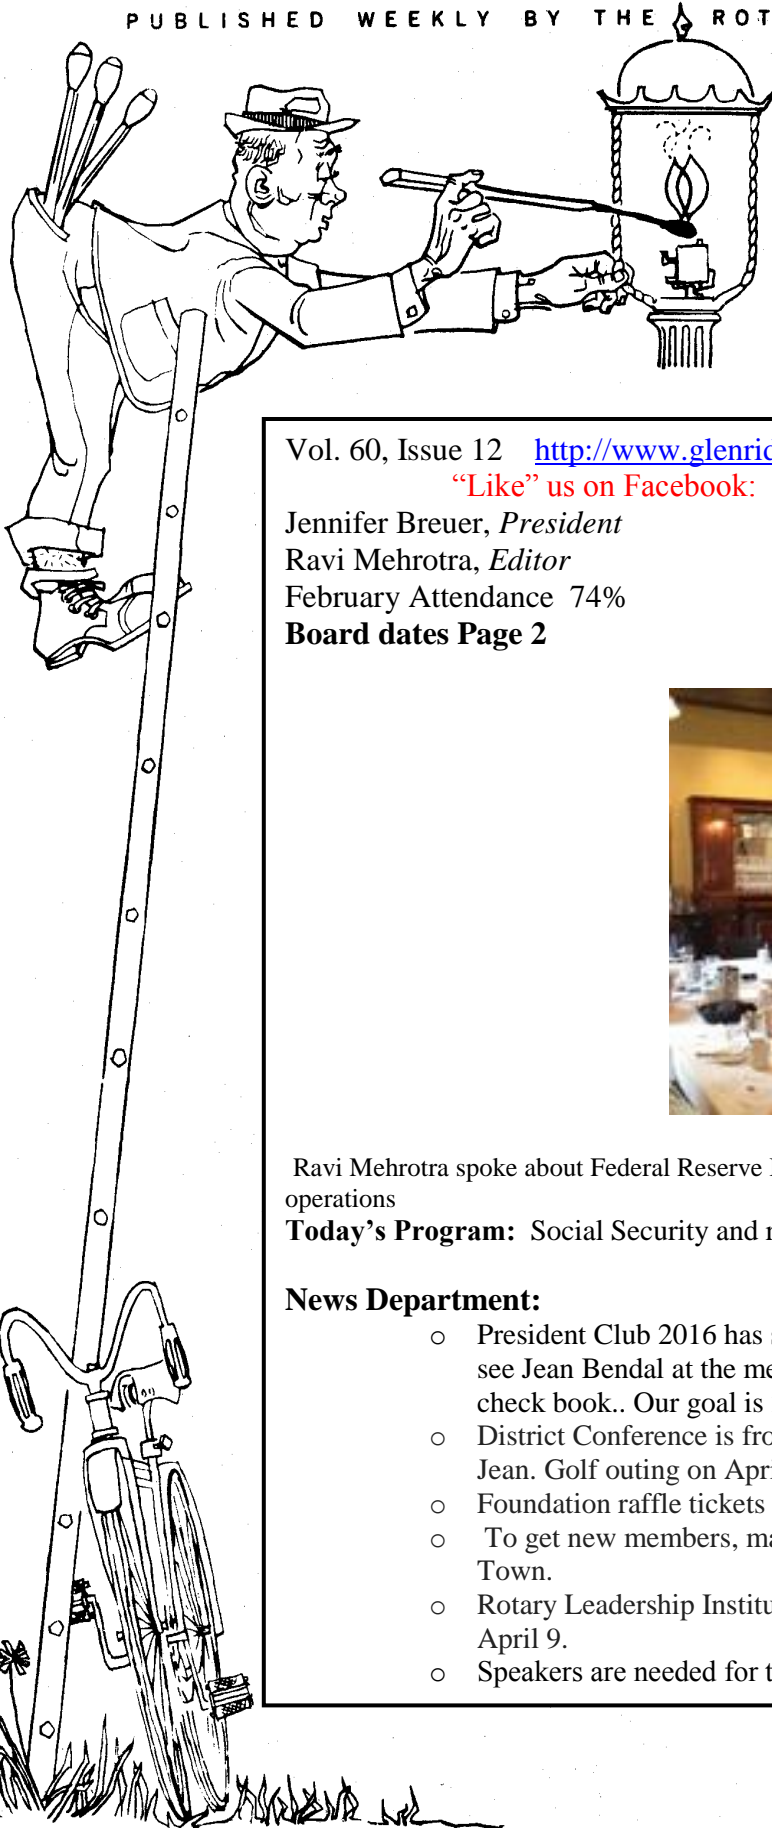 PUBLISHED WEEKLY BY THE ROT
Vol. 60, Issue 12 http://www.glenrid
“Like” us on Facebook:
Jennifer Breuer, President
Ravi Mehrotra, Editor
February Attendance 74%
Board dates Page 2
Ravi Mehrotra spoke about Federal Reserve
operations
Today’s Program: Social Security and
News Department:
o President Club 2016 has
see Jean Bendal at the me
check book.. Our goal is
o District Conference is fro
Jean. Golf outing on Apri
o Foundation raffle tickets
o To get new members, ma
Town.
o Rotary Leadership Institu
April 9.
o Speakers are needed for t